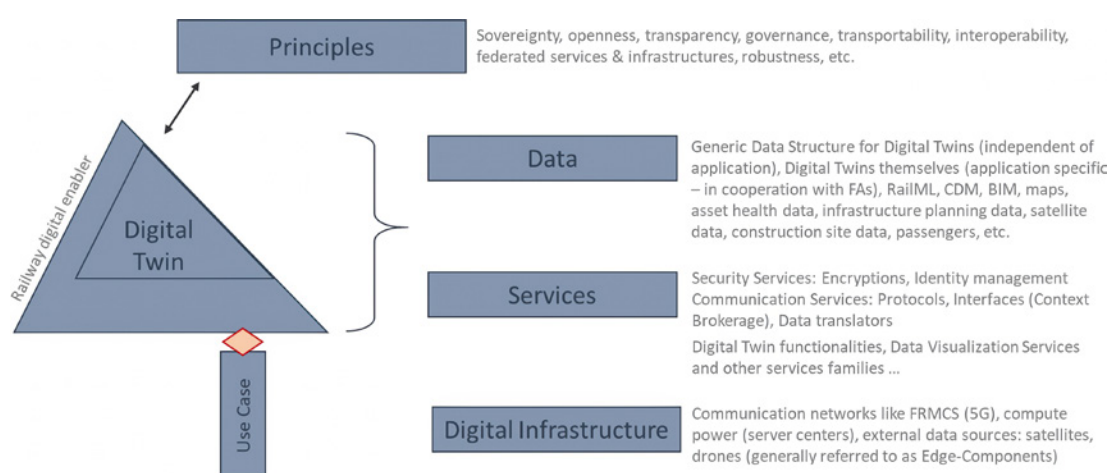 Principles
Sovereignty, openness, transparency, governance, transportability, interoperability,
federated services & infrastructures, robustness, etc.
Railway digital enabler
Digital
Twin
Use Case
Data
Generic Data Structure for Digital Twins (independent of
application), Digital Twins themselves (application specific
– in cooperation with FAs), RailML, CDM, BIM, maps,
asset health data, infrastructure planning data, satellite
data, construction site data, passengers, etc.
Services
Security Services: Encryptions, Identity management
Communication Services: Protocols, Interfaces (Context
Brokerage), Data translators
Digital Twin functionalities, Data Visualization Services
and other services families ...
Digital Infrastructure
Communication networks like FRMCS (5G), compute
power (server centers), external data sources: satellites,
drones (generally referred to as Edge-Components)